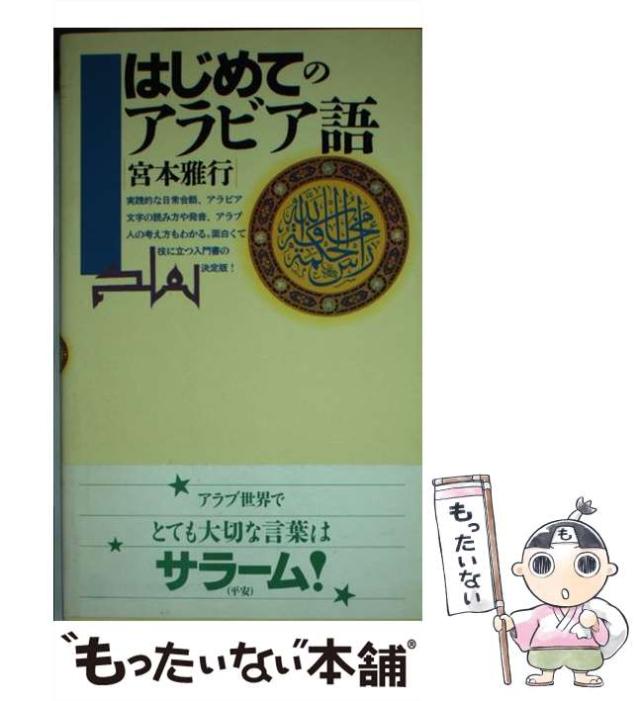 はじめての
アラビア語
宮本雅行
実践的な日常会話、アラビア
文字の読み方や発音、アラブ
人の考え方もわかる。面白くて
役に立つ入門書の
決定版!
رأس الحكمة مخافة الله
アラブ世界で
とても大切な言葉は
サラーム!
(平安)
"もったいない"本舗®
もったいない
も